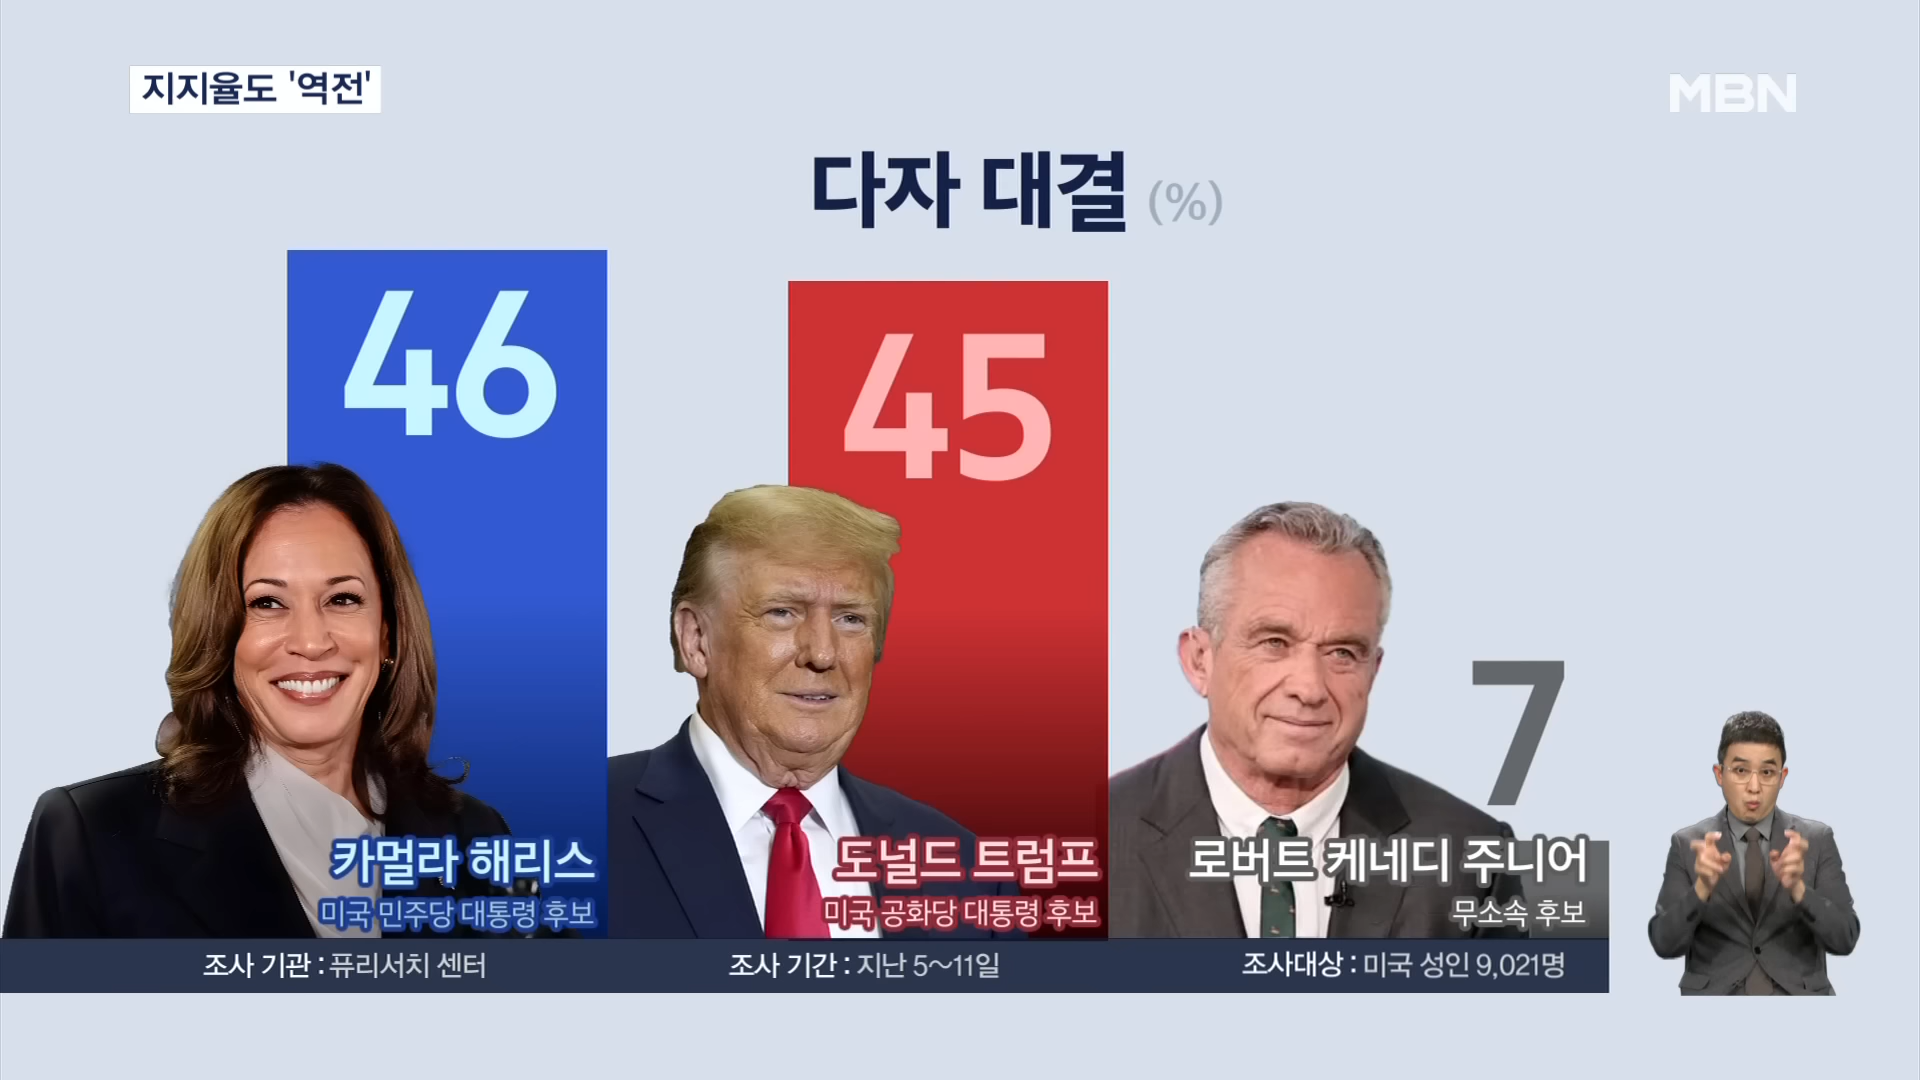 지지율도 '역전'
MBN
다자 대결 (%)
46
45
7
카멀라 해리스
미국 민주당 대통령 후보
도널드 트럼프
미국 공화당 대통령 후보
로버트 케네디 주니어
무소속 후보
조사 기관 : 퓨리서치 센터
조사 기간 : 지난 5~11일
조사대상 : 미국 성인 9,021명